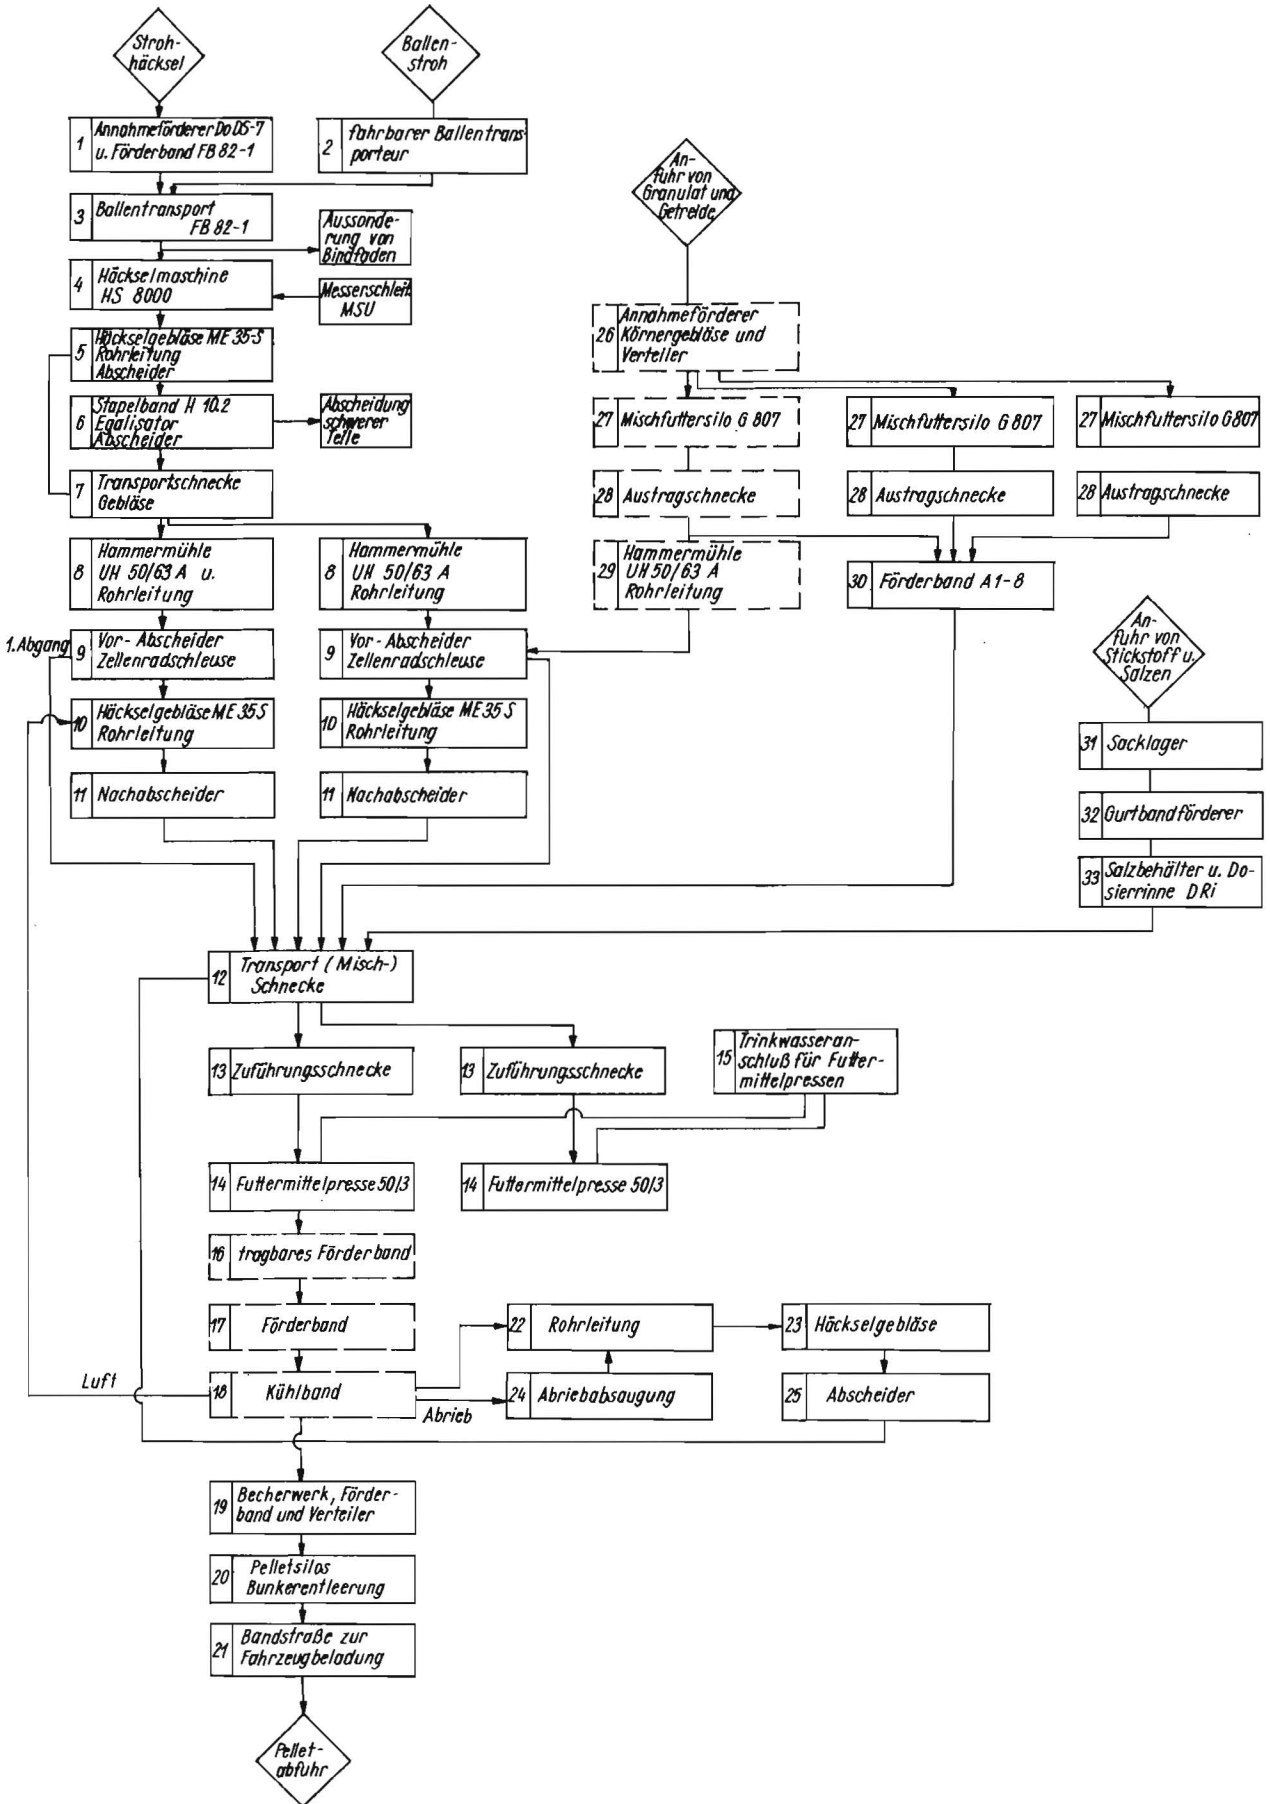 Stroh-
häcksel
Ballen-
stroh
1 Annahmeförderer DoDS-7
u. Förderband FB 82-1
2 fahrbarer Ballentrans-
porteur
3 Ballentransport
FB 82-1
Aussonde-
rung von
Bindfaden
4 Häckselmaschine
HS 8000
Messerschleif.
MSU
5 Häckselgebläse ME 35-S
Rohrleitung
Abscheider
6 Stapelband H 10.2
Egalisator
Abscheider
Abscheidung
schwerer
Teile
7 Transportschnecke
Gebläse
8 Hammermühle
UH 50/63 A u.
Rohrleitung
8 Hammermühle
UH 50/63 A
Rohrleitung
1. Abgang
9 Vor-Abscheider
Zellenradschleuse
9 Vor-Abscheider
Zellenradschleuse
10 Häckselgebläse ME 35 S
Rohrleitung
10 Häckselgebläse ME 35 S
Rohrleitung
11 Nachabscheider
11 Nachabscheider
An-
fuhr von
Granulat und
Getreide
26 Annahmeförderer
Körnergebläse und
Verteiler
27 Mischfuttersilo G 807
27 Mischfuttersilo G 807
27 Mischfuttersilo G 807
28 Austragschnecke
28 Austragschnecke
28 Austragschnecke
29 Hammermühle
UH 50/63 A
Rohrleitung
30 Förderband A 1-8
An-
fuhr von
Stickstoff u.
Salzen
31 Sacklager
32 Gurtbandförderer
33 Salzbehälter u. Do-
sierrinne DRi
12 Transport (Misch-)
Schnecke
13 Zuführungsschnecke
13 Zuführungsschnecke
15 Trinkwasseran-
schluß für Futter-
mittelpressen
14 Futtermittelpresse 50/3
14 Futtermittelpresse 50/3
16 tragbares Förderband
17 Förderband
22 Rohrleitung
23 Häckselgebläse
Luft
18 Kühlband
Abrieb
24 Abriebabsaugung
25 Abscheider
19 Becherwerk, Förder-
band und Verteiler
20 Pelletsilos
Bunkerentleerung
21 Bandstraße zur
Fahrzeugbeladung
Pellet-
abfuhr